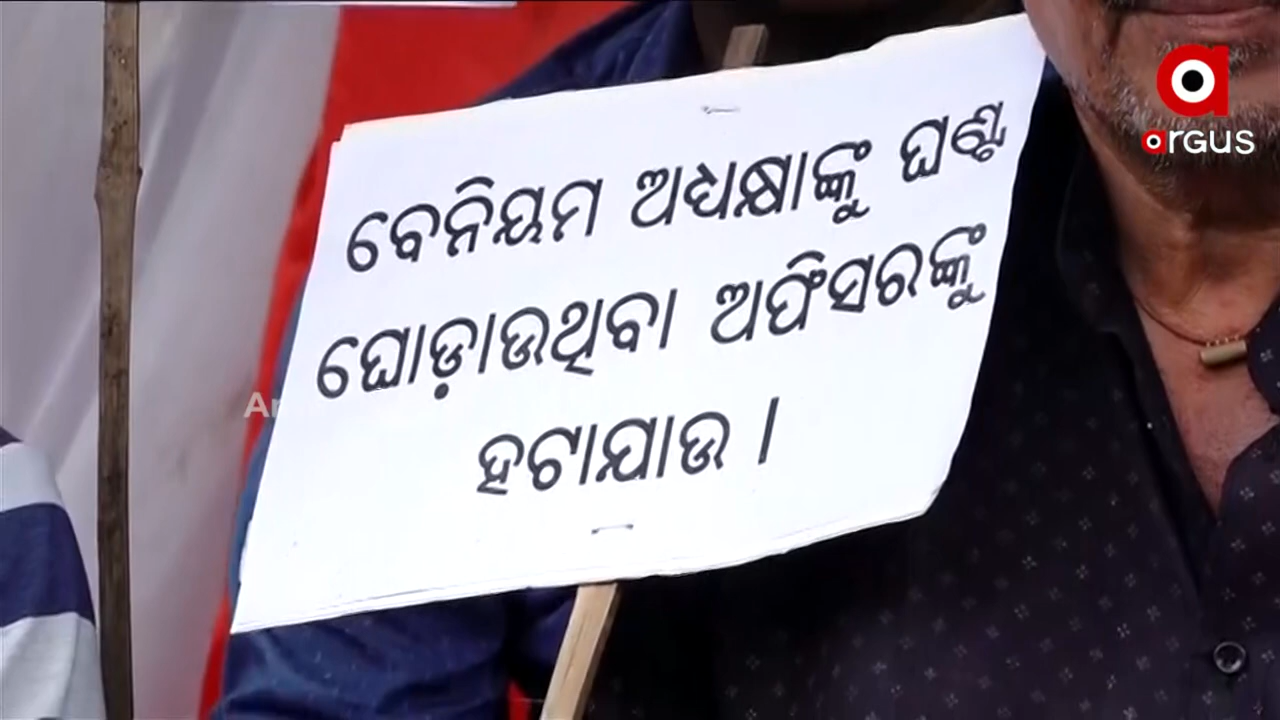 ବେନିୟମ ଅଧ୍ୟକ୍ଷାଙ୍କୁ ଘଣ୍ଟ
ଘୋଡ଼ାଉଥିବା ଅଫିସରଙ୍କୁ
ହଟାଯାଉ ।
argus